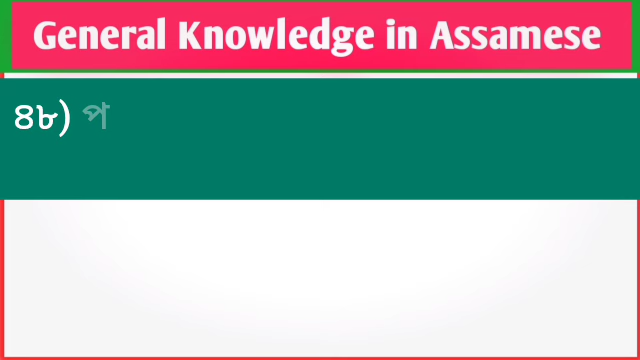 General Knowledge in Assamese
৪৮) প